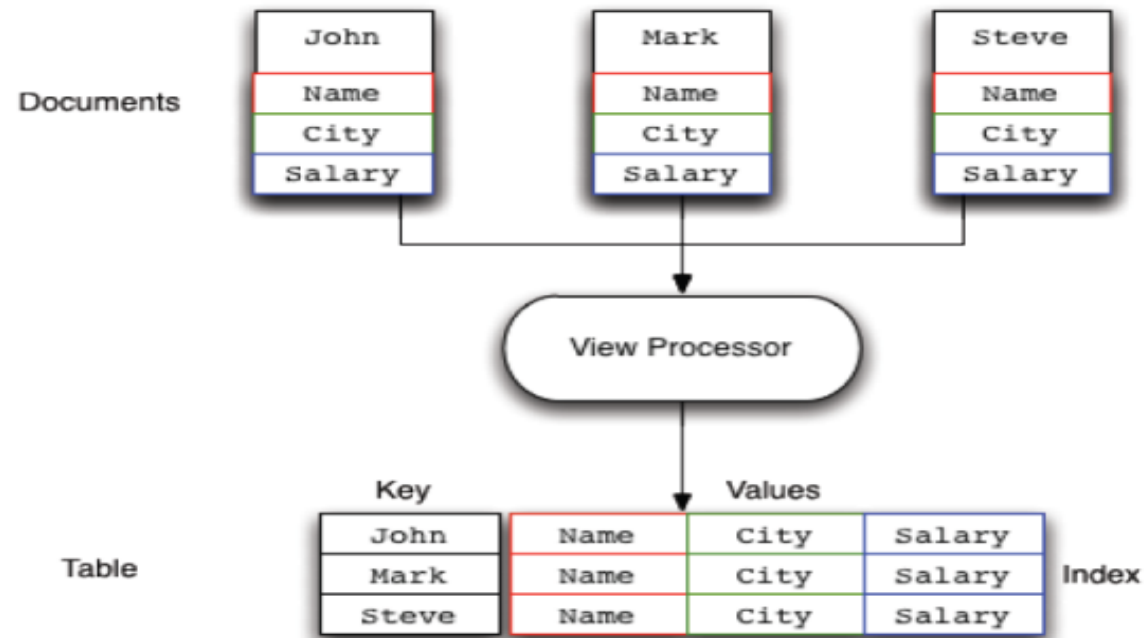 John Mark Steve
Documents Name Name Name
City City City
Salary Salary Salary
View Processor
Key Values
John Name City Salary
Table Mark Name City Salary Index
Steve Name City Salary